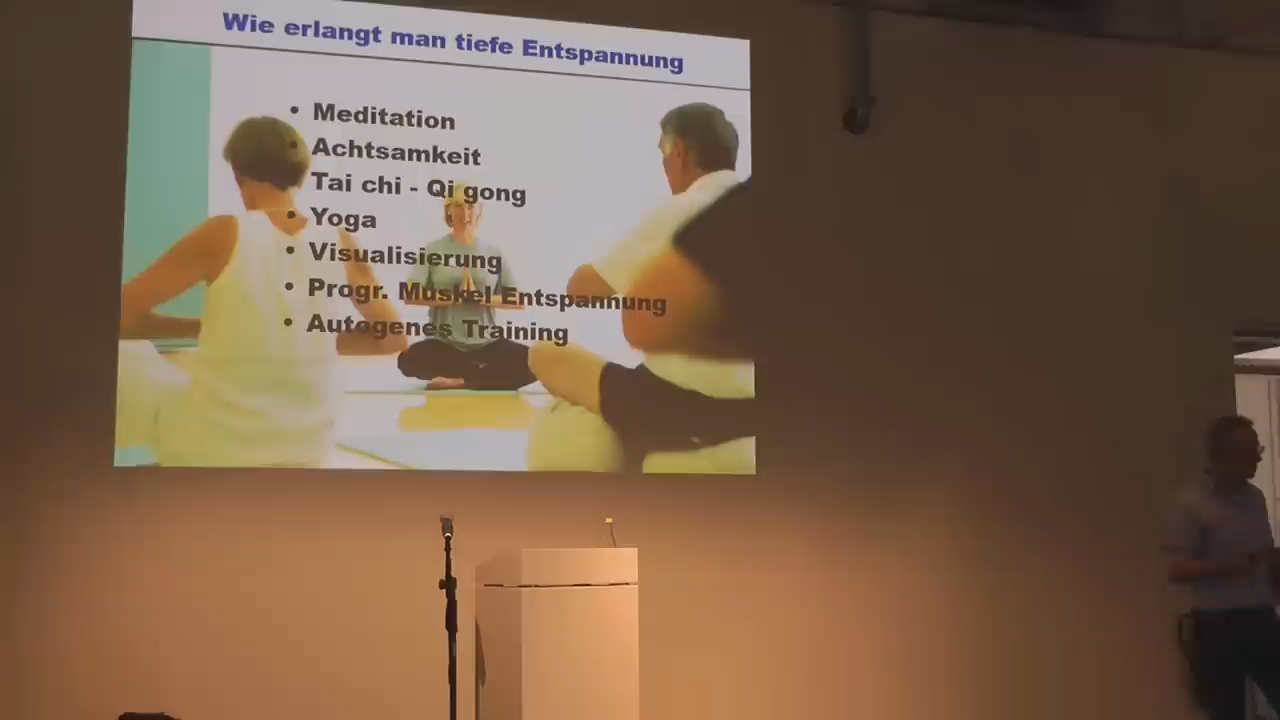 Wie erlangt man tiefe Entspannung
• Meditation
• Achtsamkeit
Tai chi - Qi gong
• Yoga
• Visualisierung
• Progr. Muskel Entspannung
• Autogenes Training